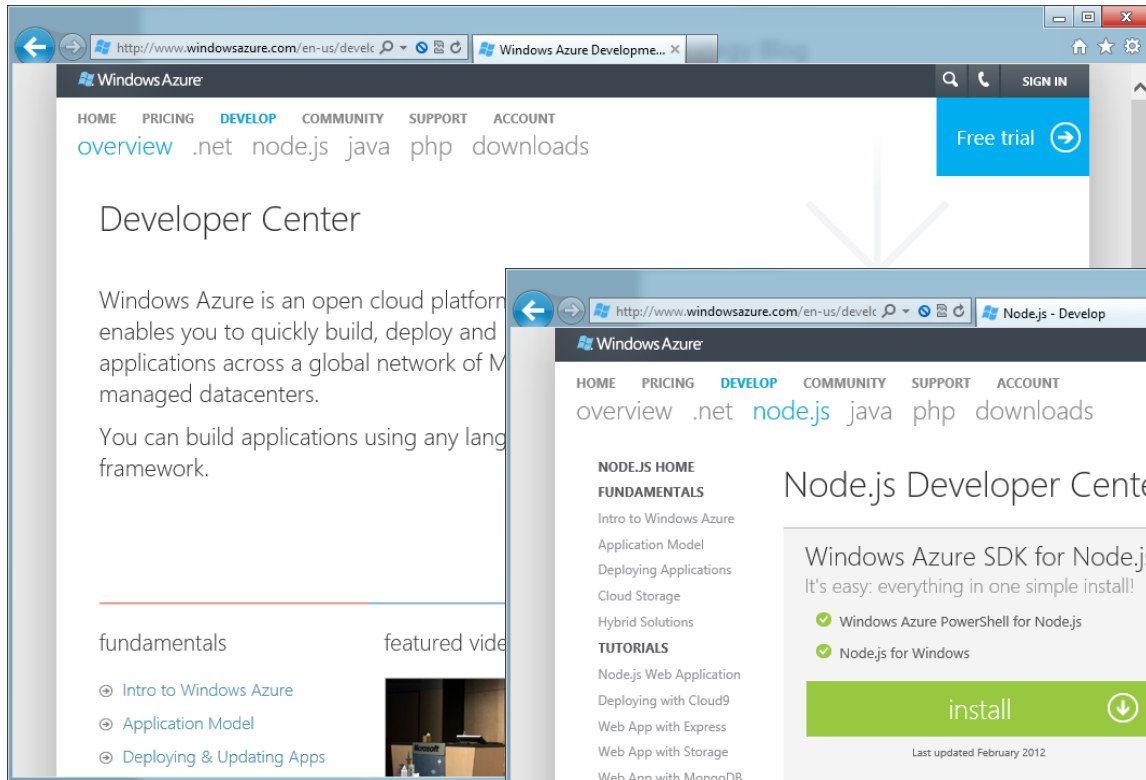 http://www.windowsazure.com/en-us/develc
Windows Azure Developme...
Blog
Windows Azure
SIGN IN
HOME PRICING DEVELOP COMMUNITY SUPPORT ACCOUNT
overview .net node.js java php downloads
Free trial
Developer Center
Windows Azure is an open cloud platform
enables you to quickly build, deploy and
applications across a global network of M
managed datacenters.
You can build applications using any lang
framework.
fundamentals
Intro to Windows Azure
Application Model
Deploying & Updating Apps
featured vide
Microsoft
http://www.windowsazure.com/en-us/develc
Node.js - Develop
Windows Azure
HOME PRICING DEVELOP COMMUNITY SUPPORT ACCOUNT
overview .net node.js java php downloads
NODE.JS HOME
FUNDAMENTALS
Intro to Windows Azure
Application Model
Deploying Applications
Cloud Storage
Hybrid Solutions
TUTORIALS
Node.js Web Application
Deploying with Cloud9
Web App with Express
Web App with Storage
Web App with MongoDB
Node.js Developer Cente
Windows Azure SDK for Node.js
It's easy: everything in one simple install!
Windows Azure PowerShell for Node.js
Node.js for Windows
install
Last updated February 2012